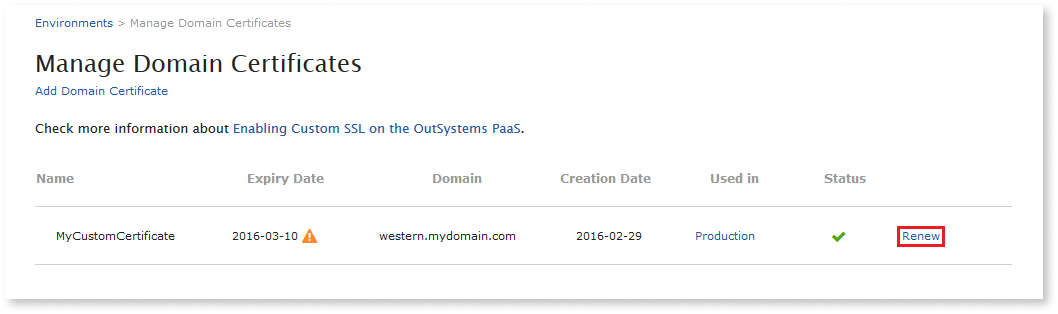 Environments > Manage Domain Certificates
Manage Domain Certificates
Add Domain Certificate
Check more information about Enabling Custom SSL on the OutSystems PaaS.
Name Expiry Date Domain Creation Date Used in Status
MyCustomCertificate 2016-03-10 western.mydomain.com 2016-02-29 Production Renew